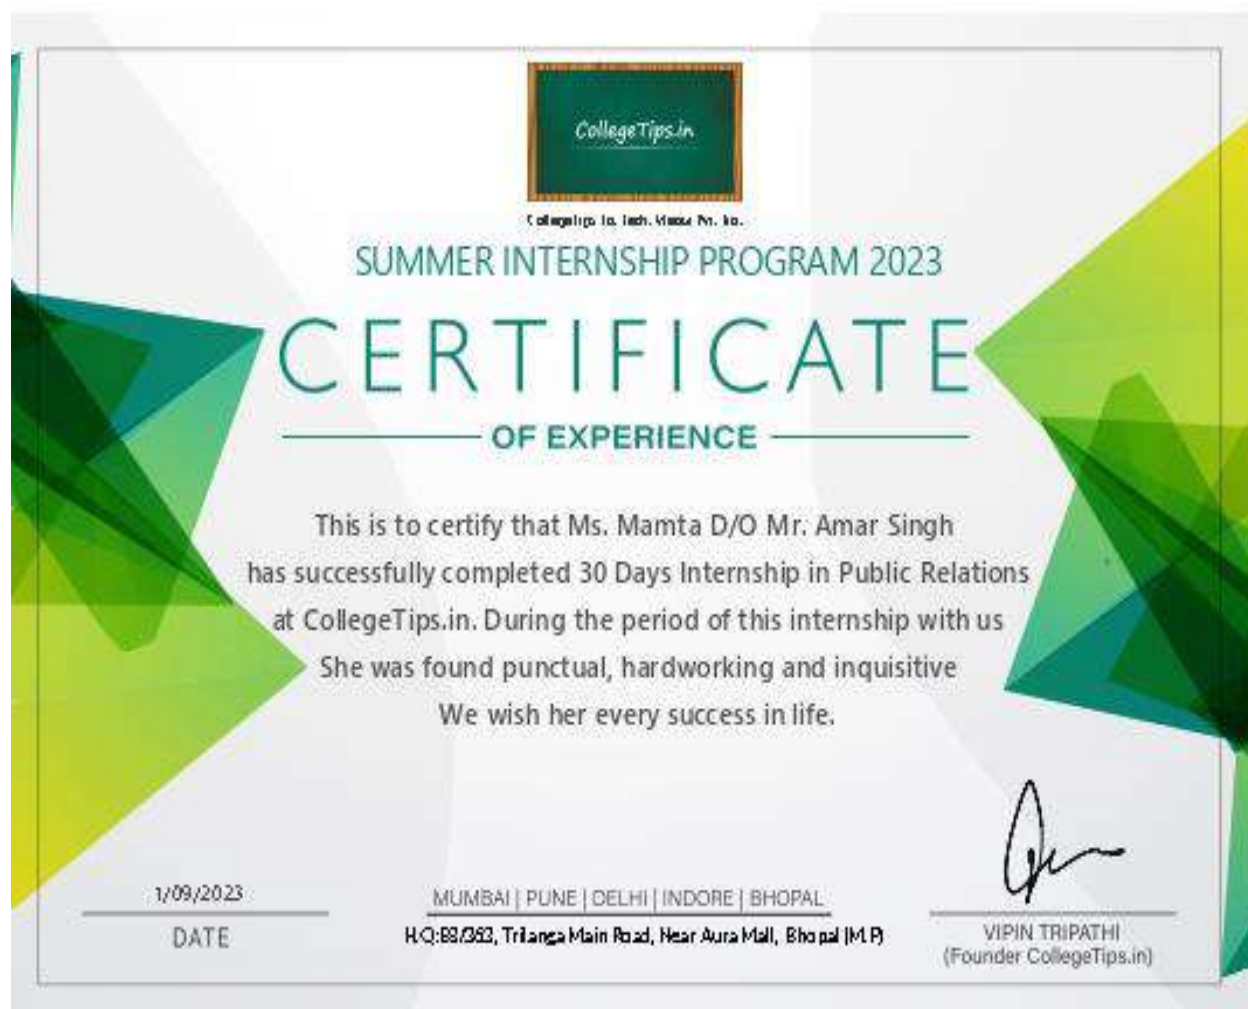 CollegeTips.in
SUMMER INTERNSHIP PROGRAM 2023
CERTIFICATE
OF EXPERIENCE
This is to certify that Ms. Mamta D/O Mr. Amar Singh
has successfully completed 30 Days Internship in Public Relations
at CollegeTips.in. During the period of this internship with us
She was found punctual, hardworking and inquisitive
We wish her every success in life.
1/09/2023
DATE
MUMBAI | PUNE | DELHI | INDORE | BHOPAL
H.Q: Trilanga Main Road, Near Aura Mall, Bhopal (M.P)
VIPIN TRIPATHI
(Founder CollegeTips.in)